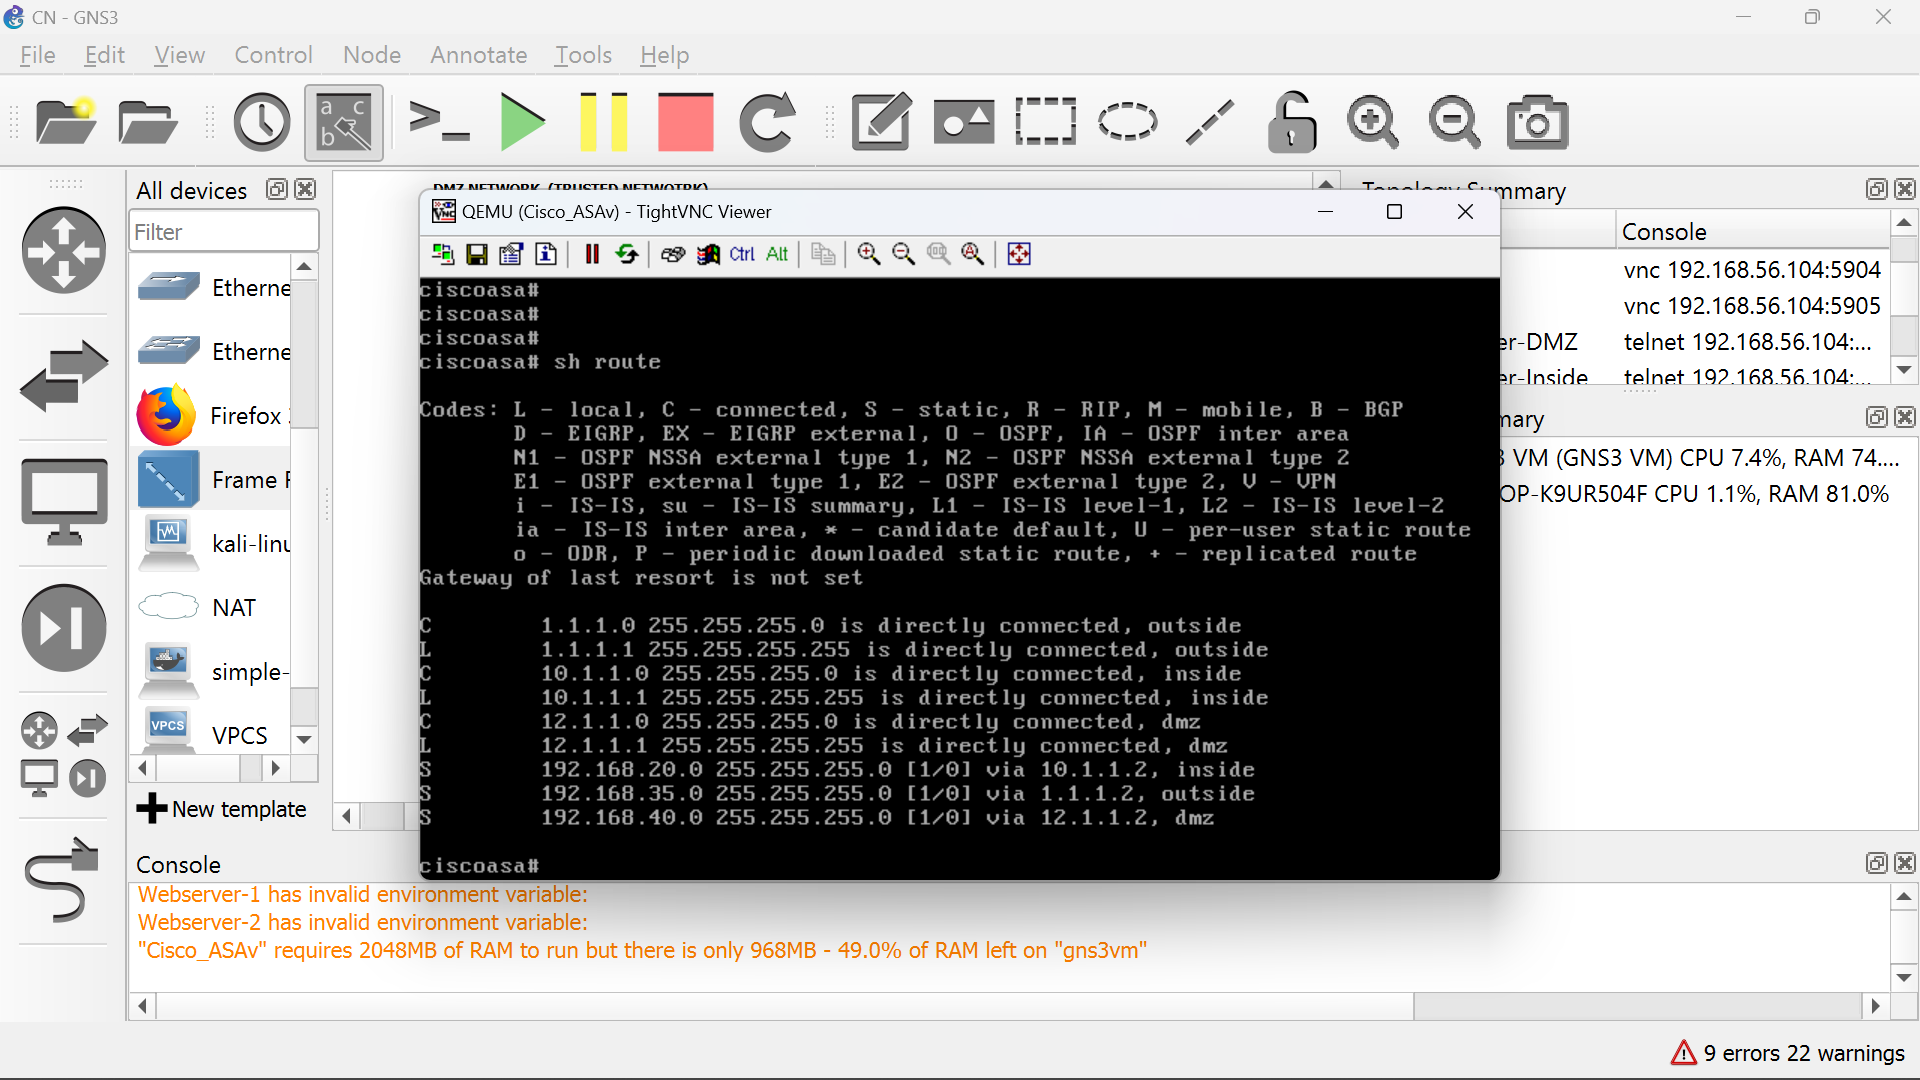 CN - GNS3
File Edit View Control Node Annotate Tools Help
All devices
Filter
Etherne
Etherne
Firefox
Frame
kali-linu
NAT
simple-
VPCS
VPCS
New template
DMZ NETWORK (TRUSTED NETWOTRK)
QEMU (Cisco_ASAv) - TightVNC Viewer
Ctrl Alt
ciscoasa#
ciscoasa#
ciscoasa#
ciscoasa# sh route
Codes: L - local, C - connected, S - static, R - RIP, M - mobile, B - BGP
D - EIGRP, EX - EIGRP external, O - OSPF, IA - OSPF inter area
N1 - OSPF NSSA external type 1, N2 - OSPF NSSA external type 2
E1 - OSPF external type 1, E2 - OSPF external type 2, V - VPN
i - IS-IS, su - IS-IS summary, L1 - IS-IS level-1, L2 - IS-IS level-2
ia - IS-IS inter area, * - candidate default, U - per-user static route
o - ODR, P - periodic downloaded static route, + - replicated route
Gateway of last resort is not set
C 1.1.1.0 255.255.255.0 is directly connected, outside
L 1.1.1.1 255.255.255.255 is directly connected, outside
C 10.1.1.0 255.255.255.0 is directly connected, inside
L 10.1.1.1 255.255.255.255 is directly connected, inside
C 12.1.1.0 255.255.255.0 is directly connected, dmz
L 12.1.1.1 255.255.255.255 is directly connected, dmz
S 192.168.20.0 255.255.255.0 [1/0] via 10.1.1.2, inside
S 192.168.35.0 255.255.255.0 [1/0] via 1.1.1.2, outside
S 192.168.40.0 255.255.255.0 [1/0] via 12.1.1.2, dmz
ciscoasa#
Topology Summary
Console
vnc 192.168.56.104:5904
vnc 192.168.56.104:5905
er-DMZ telnet 192.168.56.104:...
er-Inside telnet 192.168.56.104:...
mary
3 VM (GNS3 VM) CPU 7.4%, RAM 74....
OP-K9UR504F CPU 1.1%, RAM 81.0%
Console
Webserver-1 has invalid environment variable:
Webserver-2 has invalid environment variable:
"Cisco_ASAv" requires 2048MB of RAM to run but there is only 968MB - 49.0% of RAM left on "gns3vm"
9 errors 22 warnings